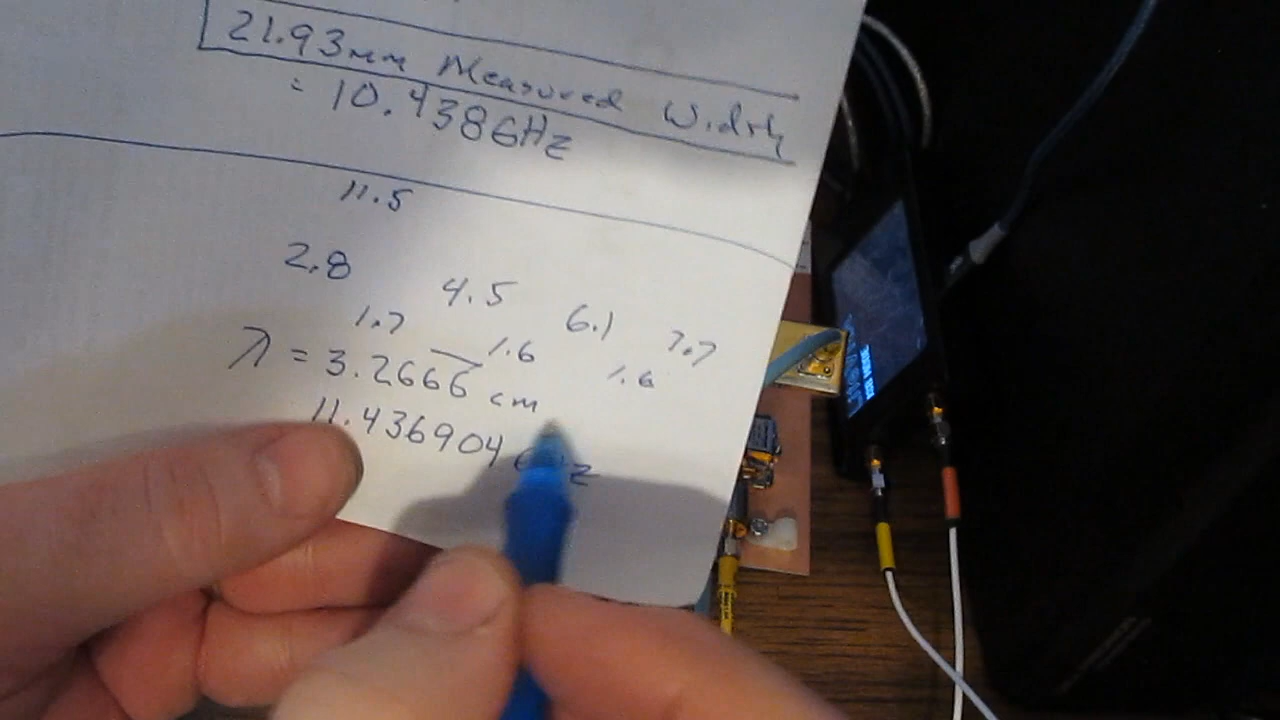 21.93mm Measured Width
= 10.438GHz
11.5
2.8 4.5 6.1 7.7
1.7 1.6 1.6
λ = 3.2666 cm
11.436904 GHz